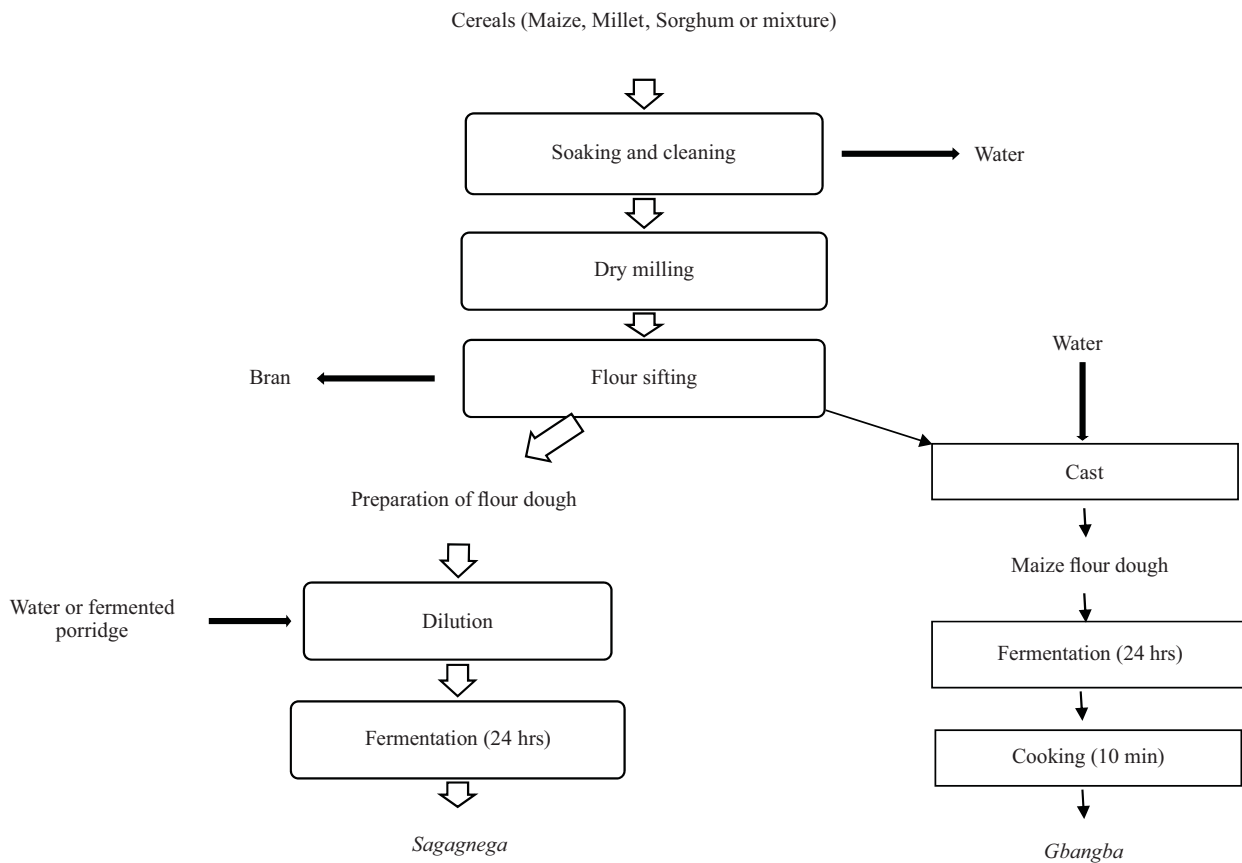 Cereals (Maize, Millet, Sorghum or mixture)
Soaking and cleaning
Water
Dry milling
Flour sifting
Bran
Water
Cast
Preparation of flour dough
Maize flour dough
Water or fermented
porridge
Dilution
Fermentation (24 hrs)
Fermentation (24 hrs)
Cooking (10 min)
Sagagnega
Gbangba